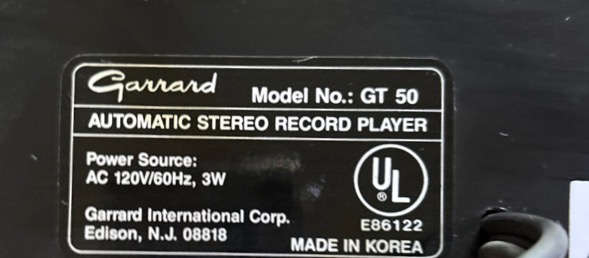 Garrard Model No.: GT 50
AUTOMATIC STEREO RECORD PLAYER
Power Source:
AC 120V/60Hz, 3W
UL
®
Garrard International Corp.
Edison, N.J. 08818
E86122
MADE IN KOREA